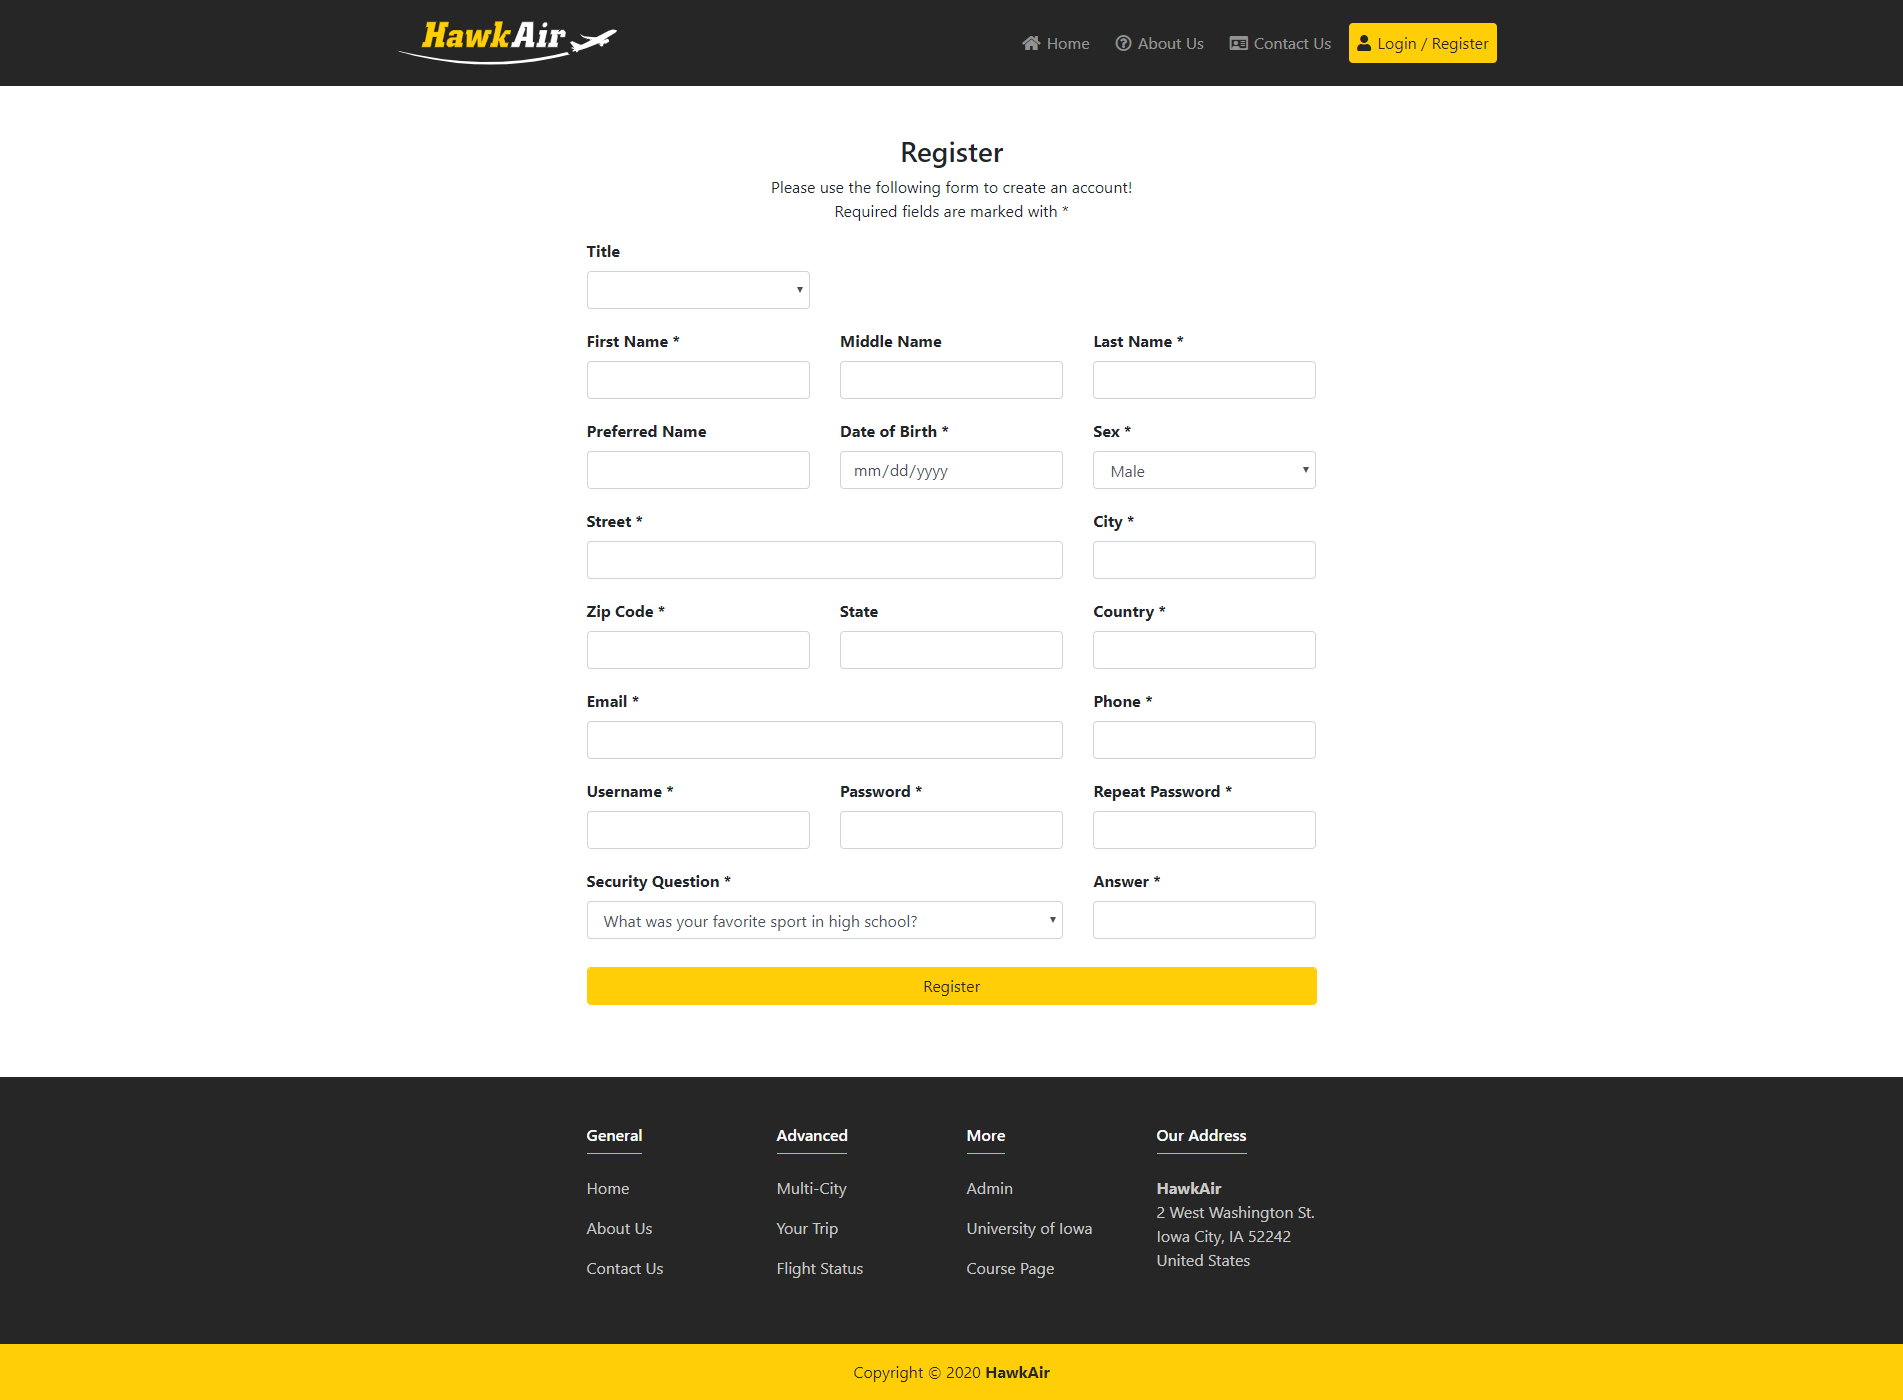 HawkAir
Home
About Us
Contact Us
Login / Register
Register
Please use the following form to create an account!
Required fields are marked with *
Title
First Name *
Middle Name
Last Name *
Preferred Name
Date of Birth *
Sex *
mm/dd/yyyy
Male
Street *
City *
Zip Code *
State
Country *
Email *
Phone *
Username *
Password *
Repeat Password *
Security Question *
Answer *
What was your favorite sport in high school?
Register
General
Home
About Us
Contact Us
Advanced
Multi-City
Your Trip
Flight Status
More
Admin
University of Iowa
Course Page
Our Address
HawkAir
2 West Washington St.
Iowa City, IA 52242
United States
Copyright © 2020 HawkAir